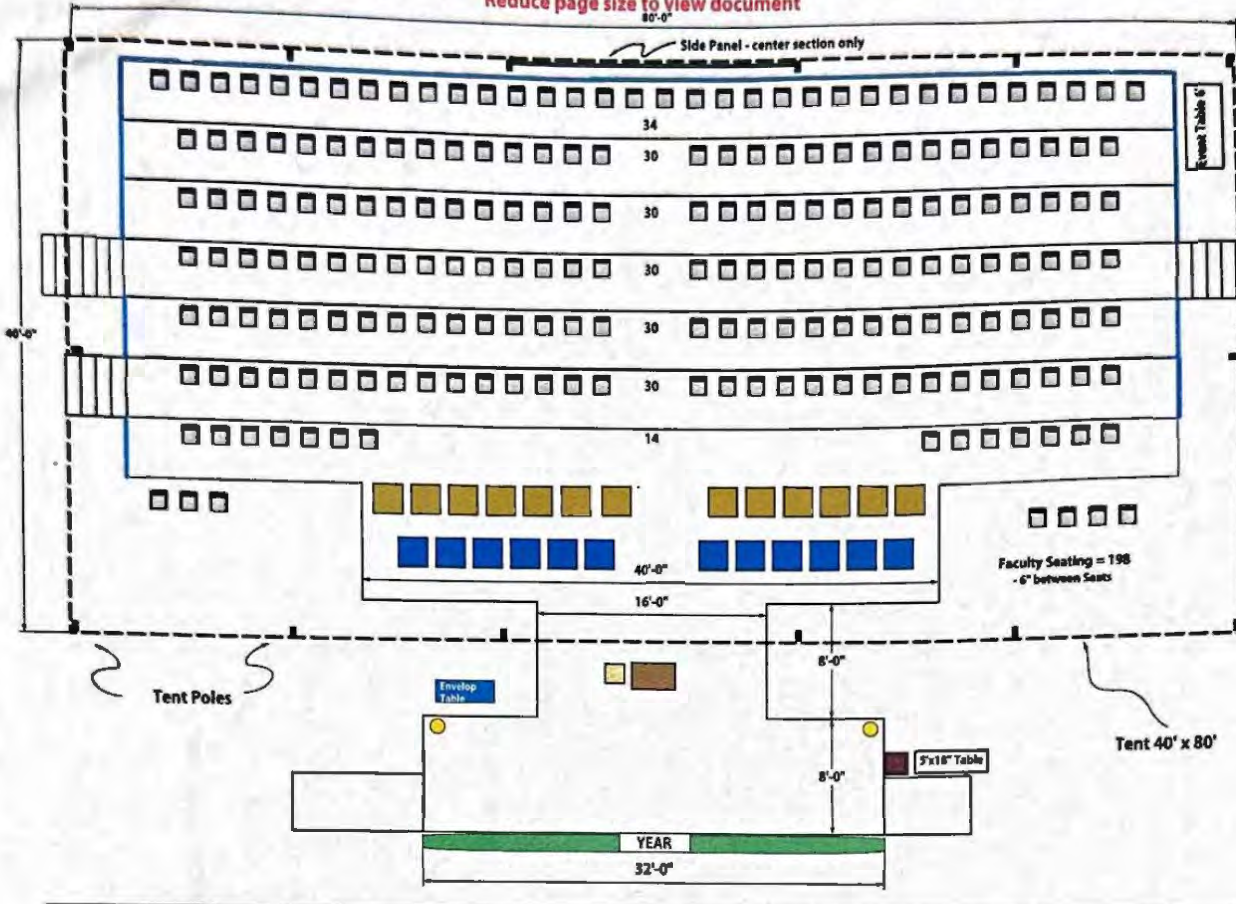 Reduce page size to view document
80'-0"
Side Panel - center section only
Event Table 6'
34
30
30
30
40'-0"
30
30
14
Faculty Seating = 198
- 6" between Seats
40'-0"
16'-0"
8'-0"
Envelop
Table
Tent Poles
Tent 40' x 80'
8'-0"
5'x18" Table
YEAR
32'-0"